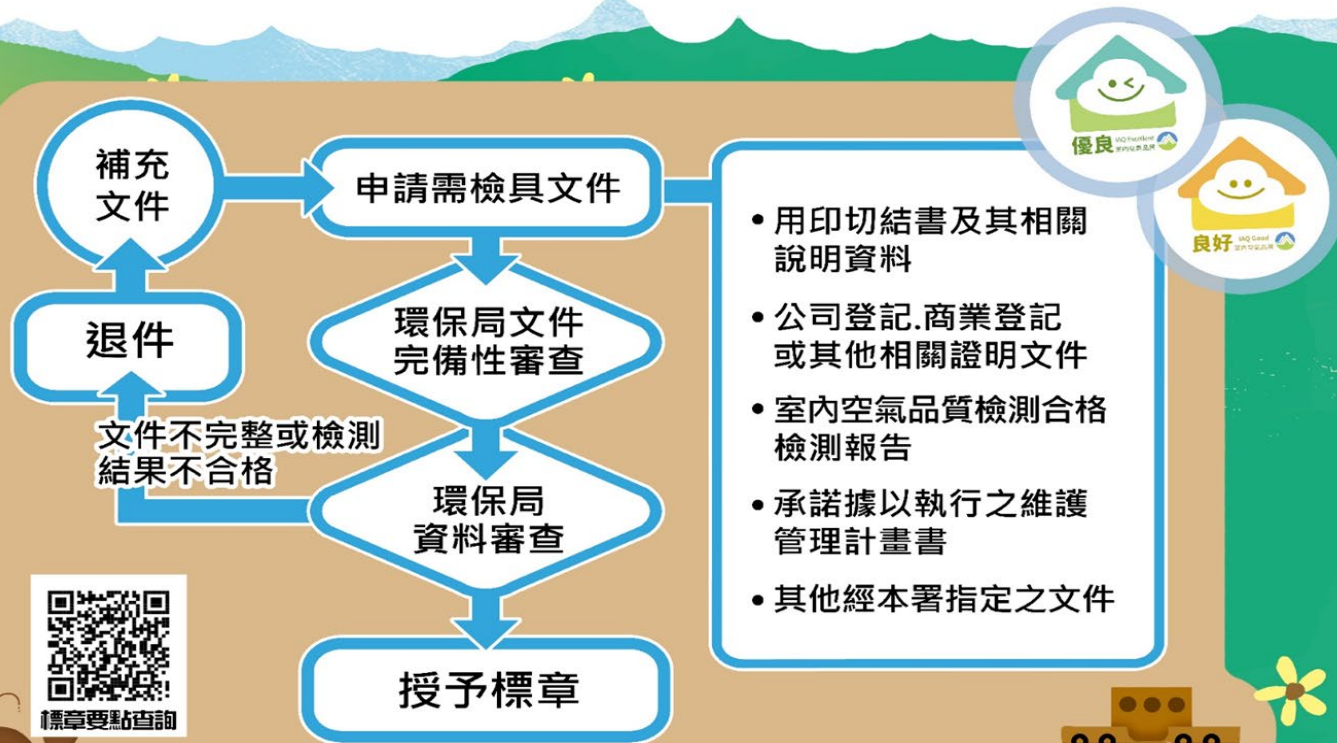 補充
文件
申請需檢具文件
環保局文件
完備性審查
退件
文件不完整或檢測
結果不合格
環保局
資料審查
授予標章
• 用印切結書及其相關
說明資料
• 公司登記.商業登記
或其他相關證明文件
• 室內空氣品質檢測合格
檢測報告
• 承諾據以執行之維護
管理計畫書
• 其他經本署指定之文件
優良 IAQ Excellent
良好 IAQ Good
標章要點查詢